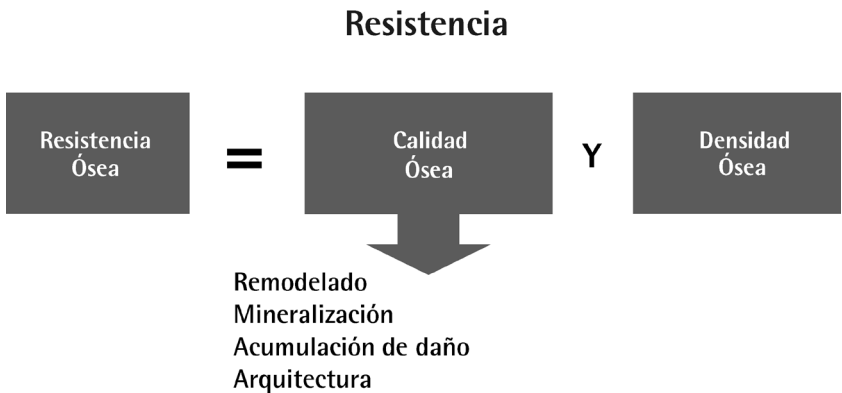 Resistencia
Resistencia
Ósea
=
Calidad
Ósea
Y
Densidad
Ósea
Remodelado
Mineralización
Acumulación de daño
Arquitectura